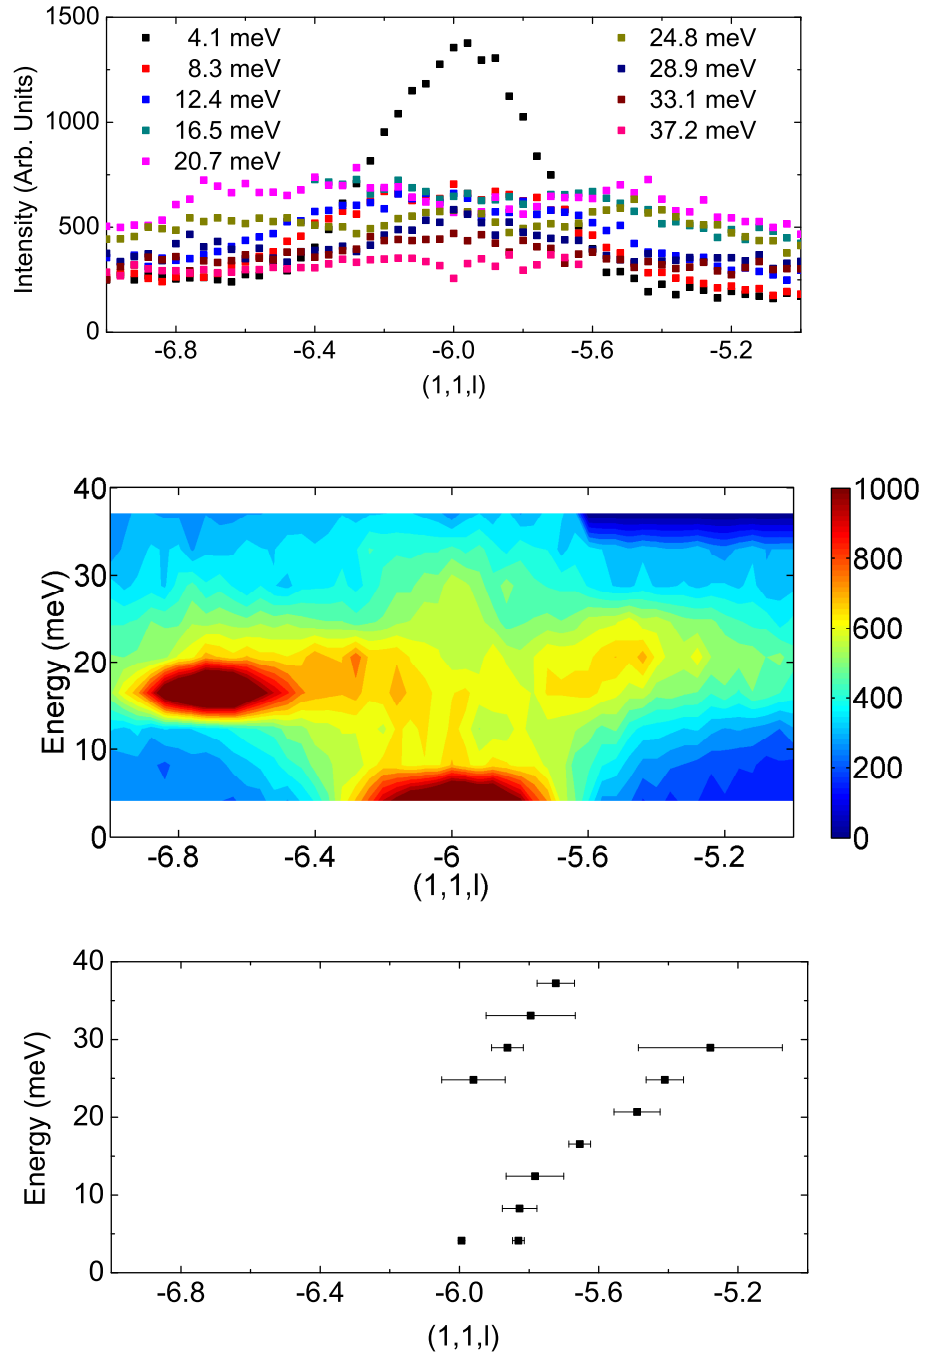 1500
1000
500
0
Intensity (Arb. Units)
4.1 meV
8.3 meV
12.4 meV
16.5 meV
20.7 meV
24.8 meV
28.9 meV
33.1 meV
37.2 meV
-6.8 -6.4 -6.0 -5.6 -5.2
(1,1,l)
40
30
20
10
0
Energy (meV)
-6.8 -6.4 -6 -5.6 -5.2
(1,1,l)
1000
800
600
400
200
0
40
30
20
10
0
Energy (meV)
-6.8 -6.4 -6.0 -5.6 -5.2
(1,1,l)